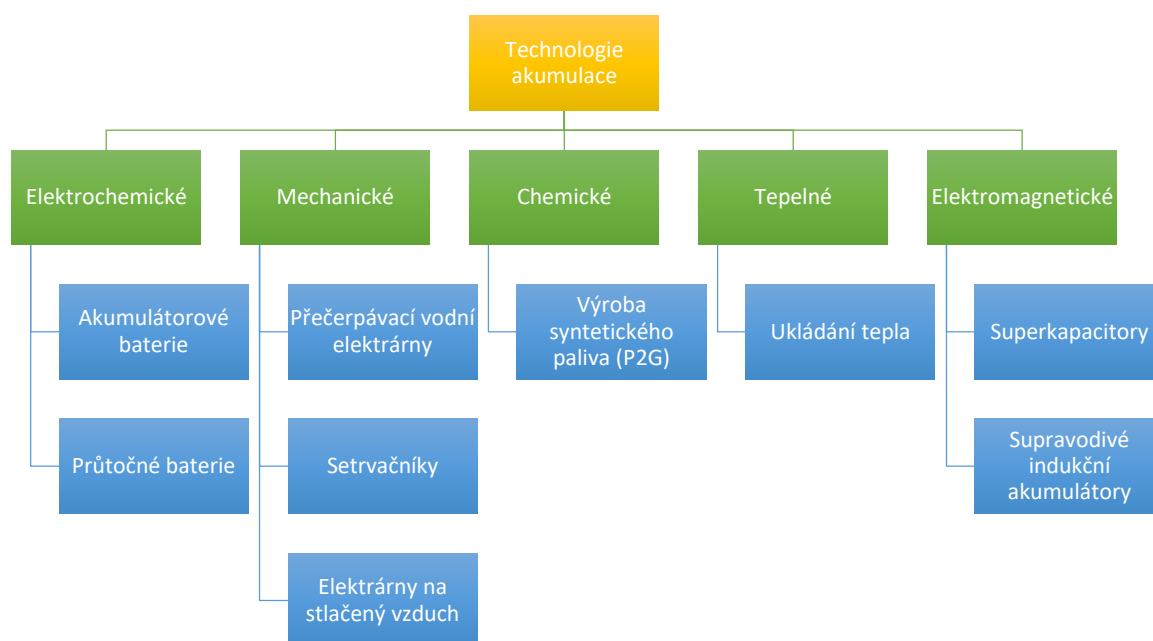 Technologie
akumulace
Elektrochemické
Mechanické
Chemické
Tepelné
Elektromagnetické
Akumulátorové
baterie
Přečerpávací vodní
elektrárny
Výroba
syntetického
paliva (P2G)
Ukládání tepla
Superkapacitory
Průtočné baterie
Setrvačníky
Supravodivé
indukční
akumulátory
Elektrárny na
stlačený vzduch